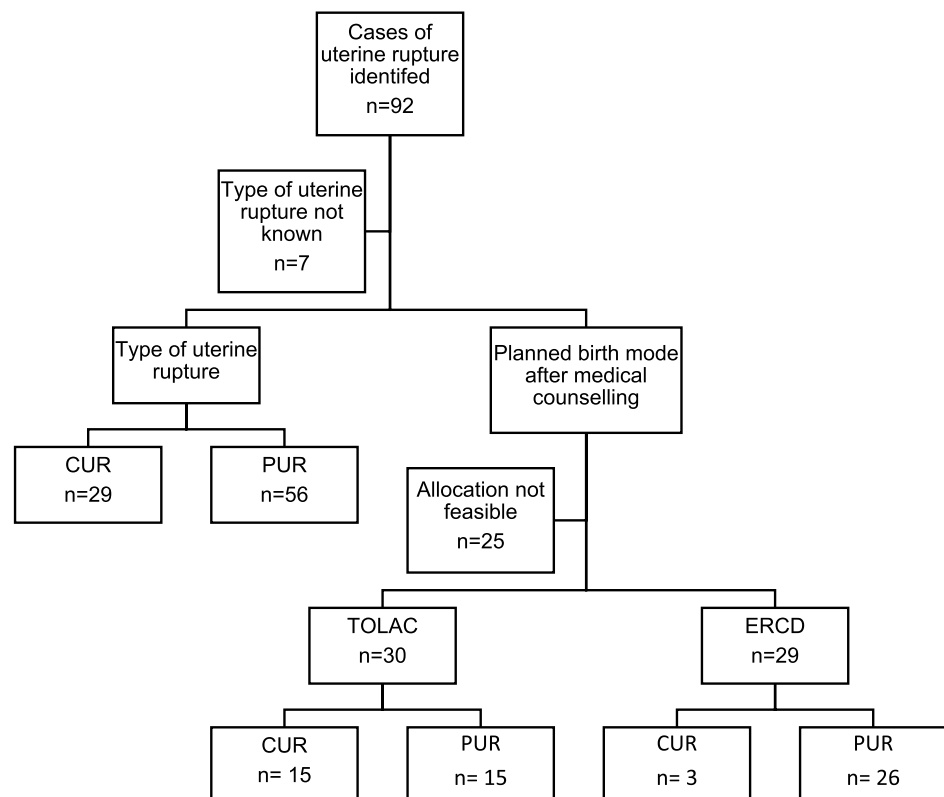 Cases of
uterine rupture
identifed
n=92
Type of uterine
rupture not
known
n=7
Type of uterine
rupture
Planned birth mode
after medical
counselling
CUR
n=29
PUR
n=56
Allocation not
feasible
n=25
TOLAC
n=30
ERCD
n=29
CUR
n= 15
PUR
n= 15
CUR
n= 3
PUR
n= 26